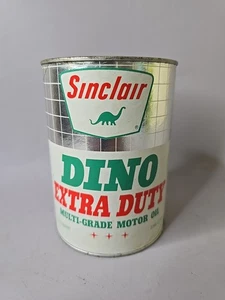 Sinclair
®
DINO
EXTRA DUTY
MULTI-GRADE MOTOR OIL